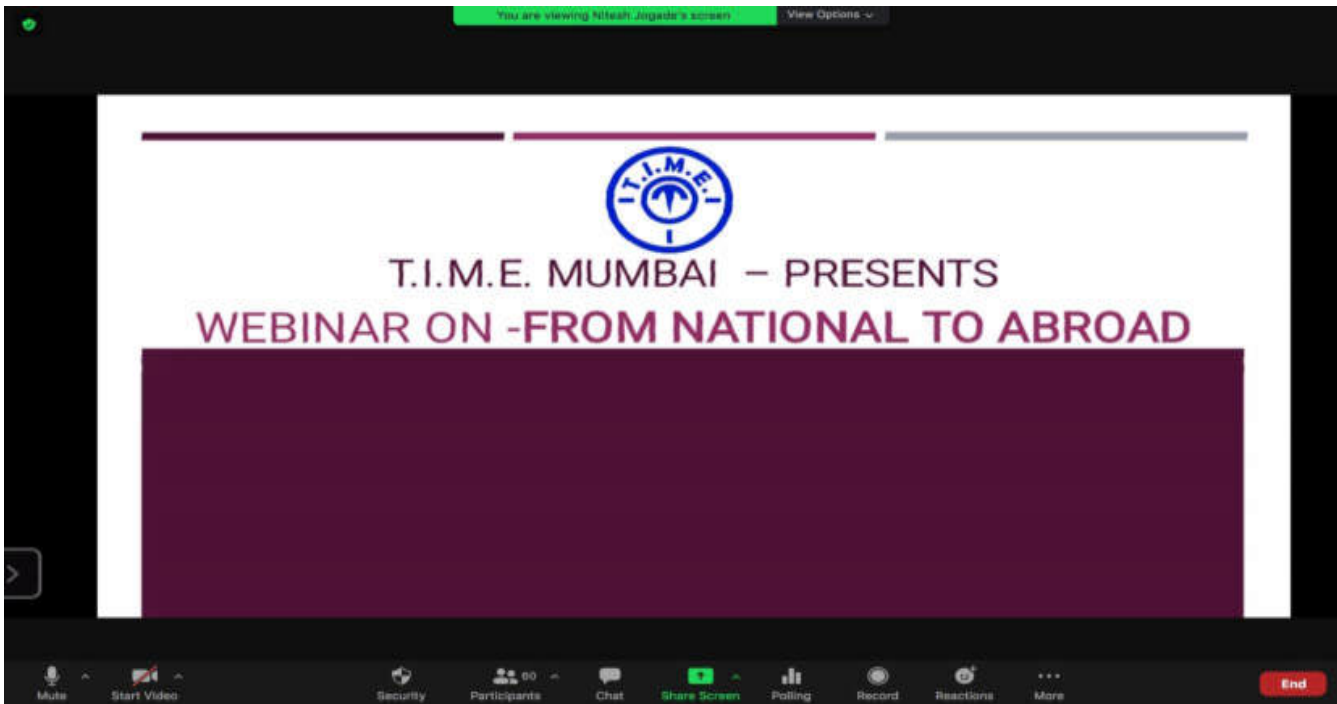 You are viewing Nitesh Jogade's screen
View Options
T.I.M.E.
T.I.M.E. MUMBAI – PRESENTS
WEBINAR ON -FROM NATIONAL TO ABROAD
Mute
Start Video
Security
Participants
60
Chat
Share Screen
Polling
Record
Reactions
More
End